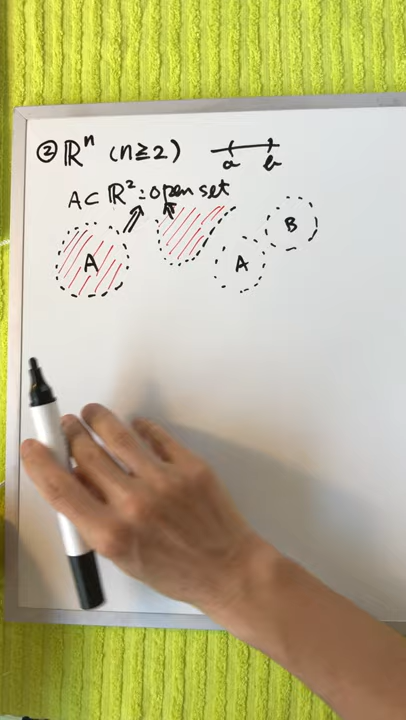 ② ℝⁿ (n≧2)
a b
A⊂ ℝ²: open set
A A B